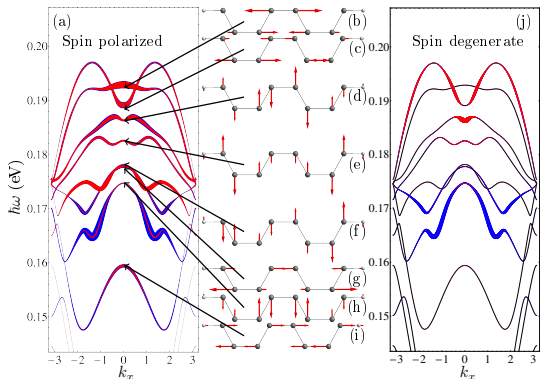 (a)
Spin polarized
0.20
0.19
0.18
0.17
0.16
0.15
ħω (eV)
−3 −2 −1 0 1 2 3
k_x
(b)
(c)
(d)
(e)
(f)
(g)
(h)
(i)
(j)
Spin degenerate
0.20
0.19
0.18
0.17
0.16
0.15
−3 −2 −1 0 1 2 3
k_x